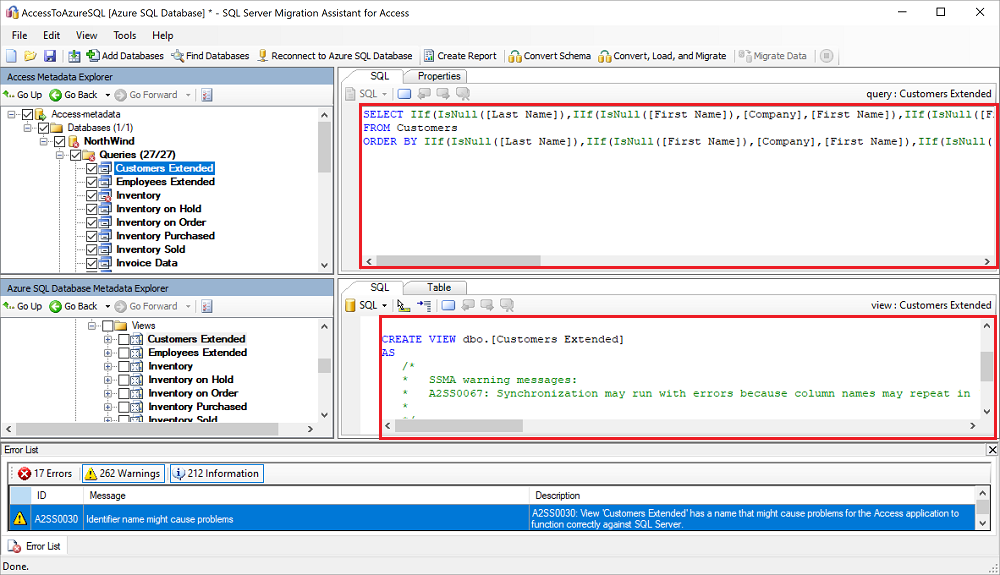 AccessToAzureSQL [Azure SQL Database] * - SQL Server Migration Assistant for Access
File Edit View Tools Help
Add Databases Find Databases Reconnect to Azure SQL Database Create Report Convert Schema Convert, Load, and Migrate Migrate Data
Access Metadata Explorer
Go Up Go Back Go Forward
Access-metadata
Databases (1/1)
NorthWind
Queries (27/27)
Customers Extended
Employees Extended
Inventory
Inventory on Hold
Inventory on Order
Inventory Purchased
Inventory Sold
Invoice Data
SQL Properties
SQL query : Customers Extended
SELECT IIf(IsNull([Last Name]),IIf(IsNull([First Name]),[Company],[First Name]),IIf(IsNull([F
FROM Customers
ORDER BY IIf(IsNull([Last Name]),IIf(IsNull([First Name]),[Company],[First Name]),IIf(IsNull(
Azure SQL Database Metadata Explorer
Go Up Go Back Go Forward
Views
Customers Extended
Employees Extended
Inventory
Inventory on Hold
Inventory on Order
Inventory Purchased
Inventory Sold
SQL Table
SQL view : Customers Extended
CREATE VIEW dbo.[Customers Extended]
AS
/*
* SSMA warning messages:
* A2SS0067: Synchronization may run with errors because column names may repeat in
*
Error List
17 Errors 262 Warnings 212 Information
ID Message Description
A2SS0030 Identifier name might cause problems A2SS0030: View 'Customers Extended' has a name that might cause problems for the Access application to
function correctly against SQL Server.
Error List
Done.